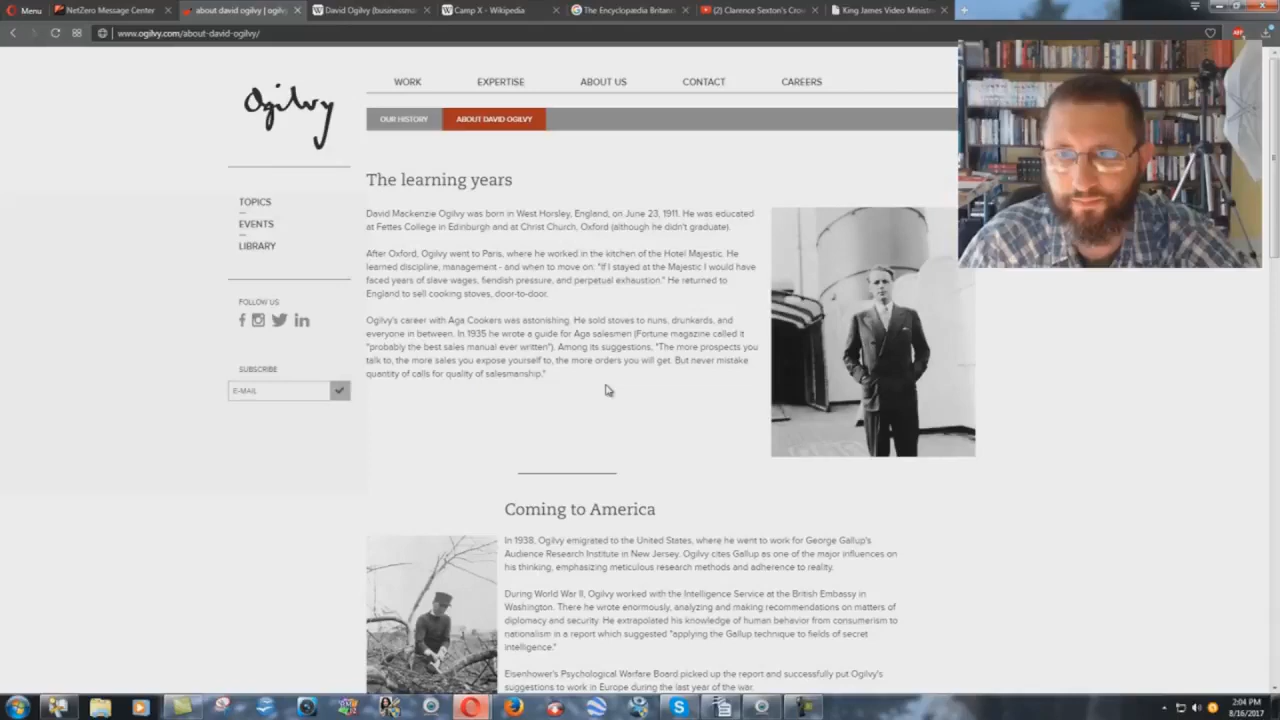 Menu
NetZero Message Center
about david ogilvy | ogilv
David Ogilvy (businessma
Camp X - Wikipedia
The Encyclopædia Britan
(2) Clarence Sexton's Cro
King James Video Ministri
www.ogilvy.com/about-david-ogilvy/
Ogilvy
WORK
EXPERTISE
ABOUT US
CONTACT
CAREERS
OUR HISTORY
ABOUT DAVID OGILVY
TOPICS
EVENTS
LIBRARY
FOLLOW US
SUBSCRIBE
E-MAIL
The learning years
David Mackenzie Ogilvy was born in West Horsley, England, on June 23, 1911. He was educated
at Fettes College in Edinburgh and at Christ Church, Oxford (although he didn't graduate).
After Oxford, Ogilvy went to Paris, where he worked in the kitchen of the Hotel Majestic. He
learned discipline, management - and when to move on: "If I stayed at the Majestic I would have
faced years of slave wages, fiendish pressure, and perpetual exhaustion." He returned to
England to sell cooking stoves, door-to-door.
Ogilvy's career with Aga Cookers was astonishing. He sold stoves to nuns, drunkards, and
everyone in between. In 1935 he wrote a guide for Aga salesmen (Fortune magazine called it
"probably the best sales manual ever written"). Among its suggestions, "The more prospects you
talk to, the more sales you expose yourself to, the more orders you will get. But never mistake
quantity of calls for quality of salesmanship."
Coming to America
In 1938, Ogilvy emigrated to the United States, where he went to work for George Gallup's
Audience Research Institute in New Jersey. Ogilvy cites Gallup as one of the major influences on
his thinking, emphasizing meticulous research methods and adherence to reality.
During World War II, Ogilvy worked with the Intelligence Service at the British Embassy in
Washington. There he wrote enormously, analyzing and making recommendations on matters of
diplomacy and security. He extrapolated his knowledge of human behavior from consumerism to
nationalism in a report which suggested "applying the Gallup technique to fields of secret
intelligence."
Eisenhower's Psychological Warfare Board picked up the report and successfully put Ogilvy's
suggestions to work in Europe during the last year of the war.
2:04 PM
8/16/2017